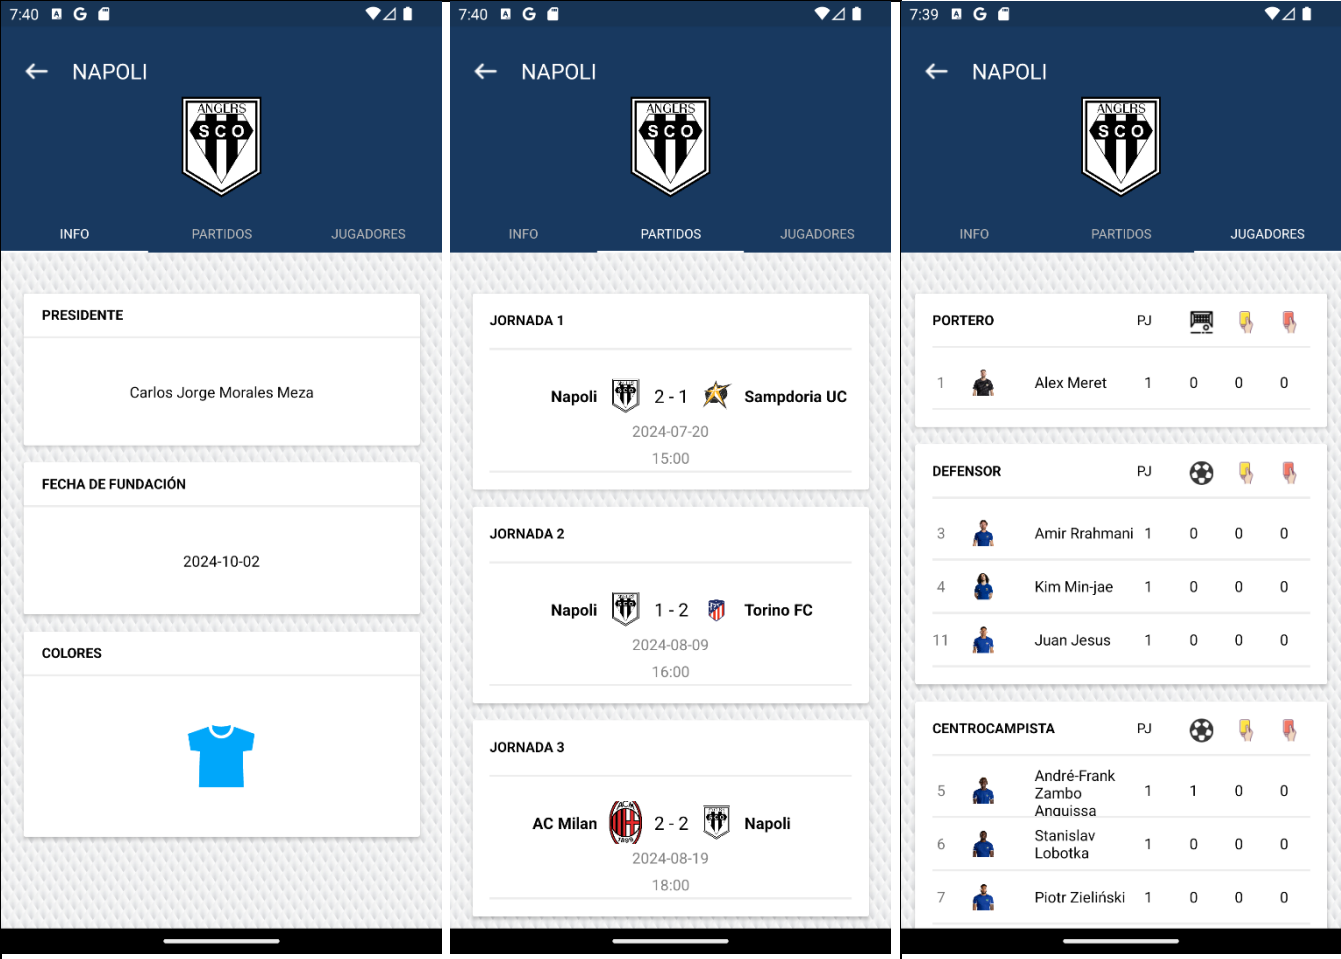 7:40
NAPOLI
ANGERS
SCO
INFO PARTIDOS JUGADORES
PRESIDENTE
Carlos Jorge Morales Meza
FECHA DE FUNDACIÓN
2024-10-02
COLORES
7:40
NAPOLI
ANGERS
SCO
INFO PARTIDOS JUGADORES
JORNADA 1
Napoli 2 - 1 Sampdoria UC
2024-07-20
15:00
JORNADA 2
Napoli 1 - 2 Torino FC
2024-08-09
16:00
JORNADA 3
AC Milan 2 - 2 Napoli
2024-08-19
18:00
7:39
NAPOLI
ANGERS
SCO
INFO PARTIDOS JUGADORES
PORTERO PJ
1 Alex Meret 1 0 0 0
DEFENSOR PJ
3 Amir Rrahmani 1 0 0 0
4 Kim Min-jae 1 0 0 0
11 Juan Jesus 1 0 0 0
CENTROCAMPISTA PJ
André-Frank
5 Zambo 1 1 0 0
Anguissa
6 Stanislav 1 0 0 0
Lobotka
7 Piotr Zieliński 1 0 0 0